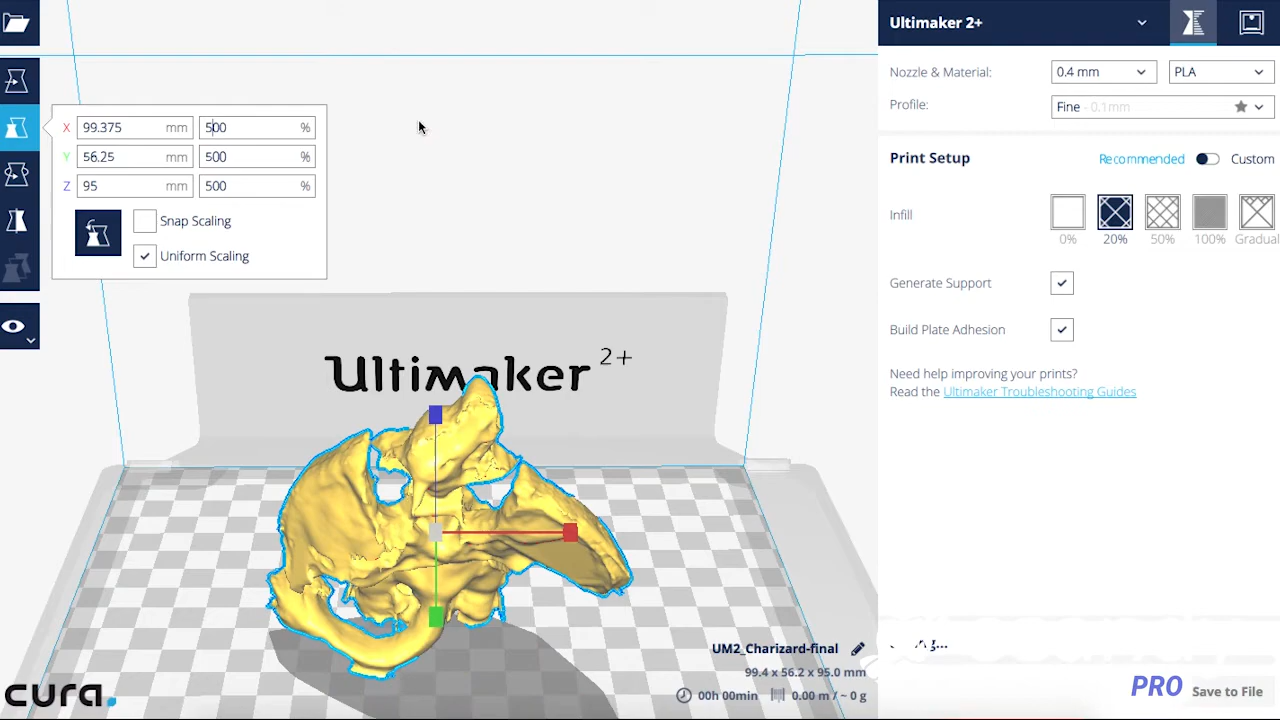 Ultimaker 2+
Nozzle & Material: 0.4 mm PLA
Profile: Fine - 0.1mm
X 99.375 mm 500 %
Y 56.25 mm 500 %
Z 95 mm 500 %
Snap Scaling
Uniform Scaling
Print Setup Recommended Custom
Infill
0% 20% 50% 100% Gradual
Generate Support
Build Plate Adhesion
Need help improving your prints?
Read the Ultimaker Troubleshooting Guides
Ultimaker 2+
UM2_Charizard-final
99.4 x 56.2 x 95.0 mm
00h 00min 0.00 m / ~ 0 g
cura.
PRO Save to File